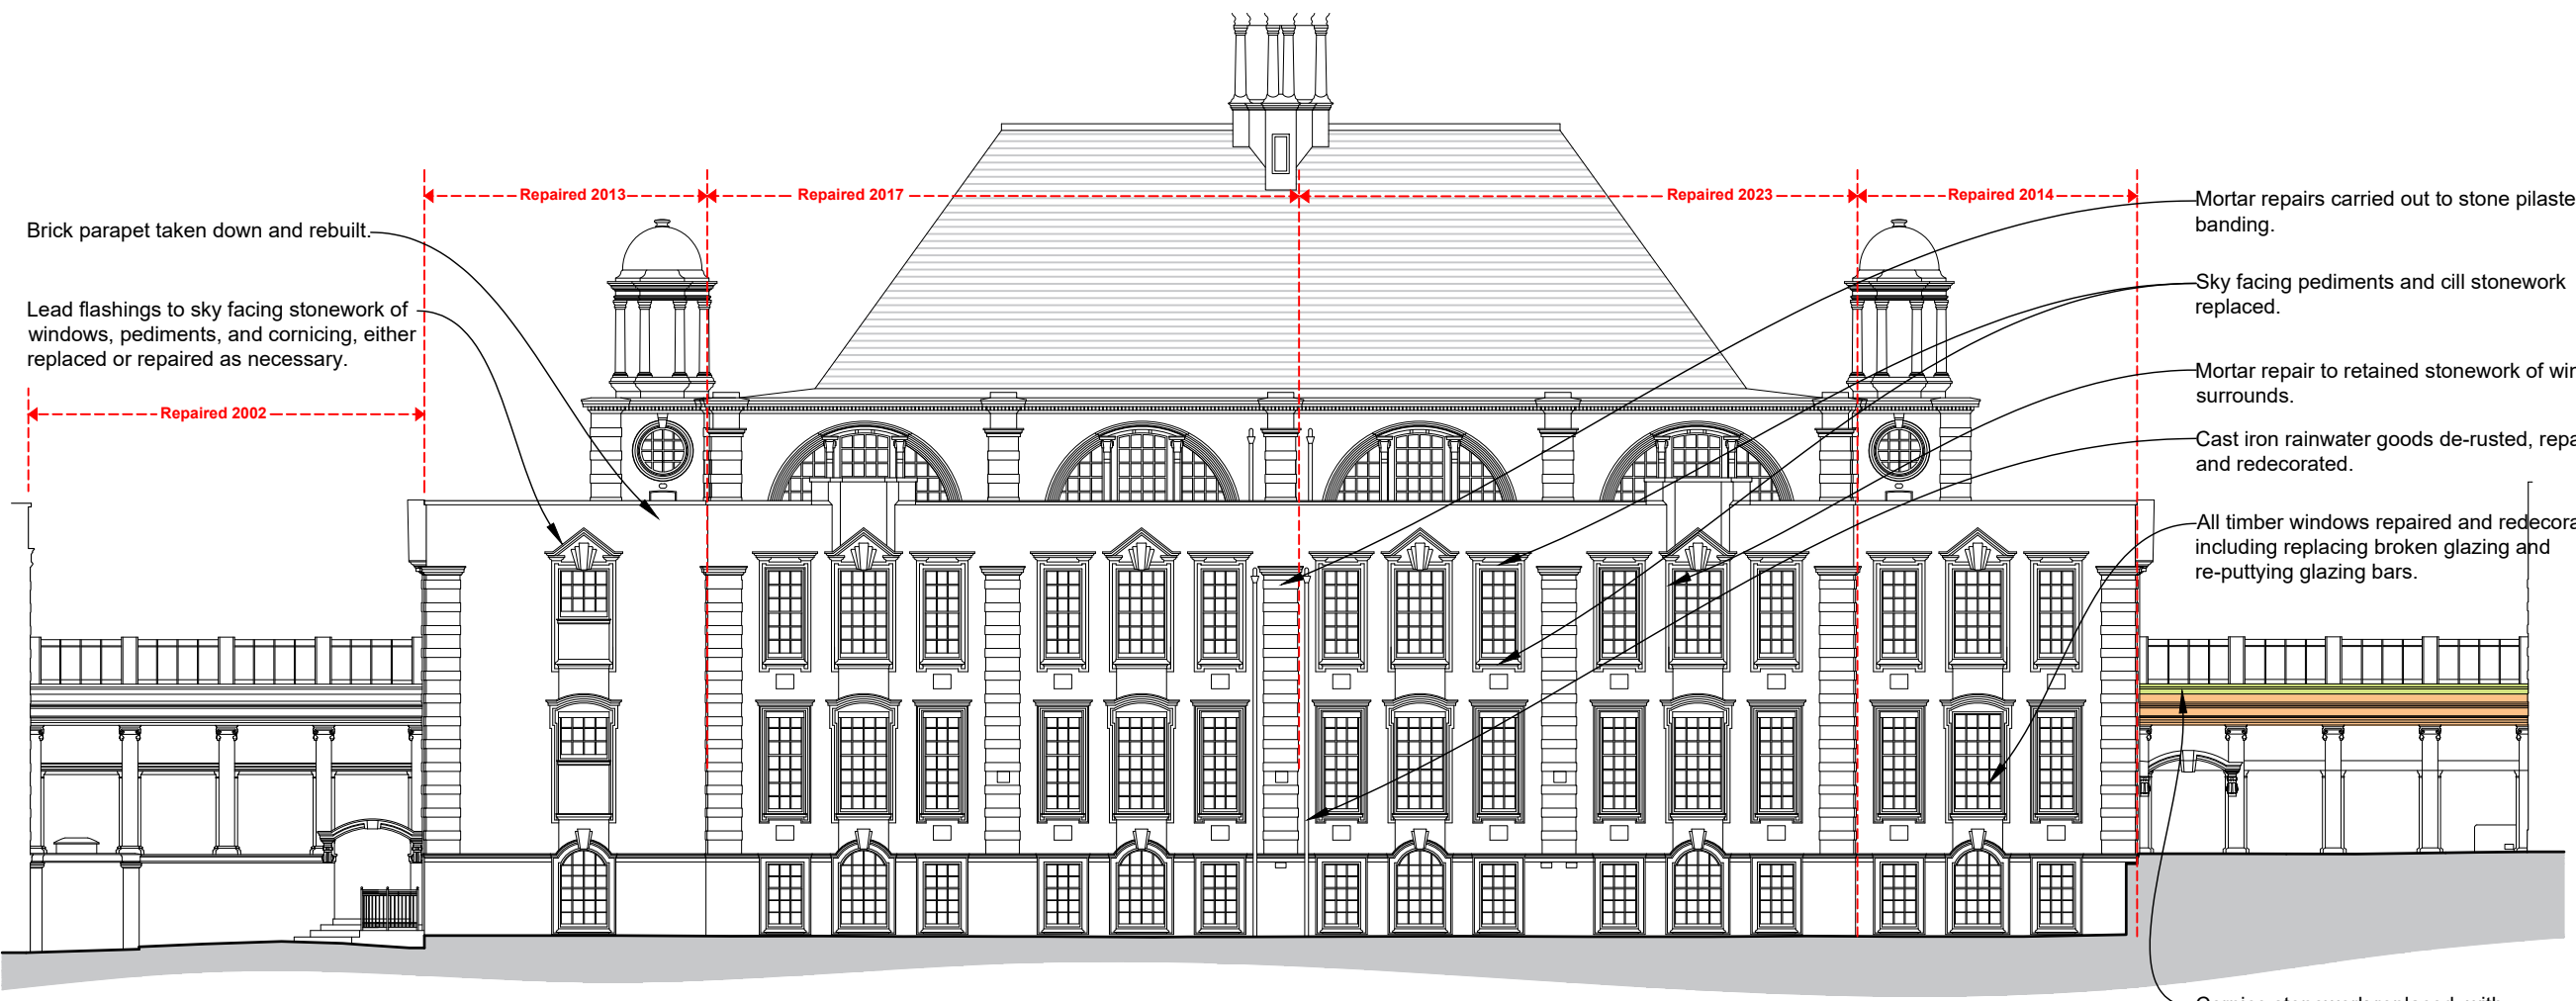 Repaired 2013
Repaired 2017
Repaired 2023
Repaired 2014
Repaired 2002
Brick parapet taken down and rebuilt.
Lead flashings to sky facing stonework of
windows, pediments, and cornicing, either
replaced or repaired as necessary.
Mortar repairs carried out to stone
banding.
Sky facing pediments and cill stonework
replaced.
Mortar repair to retained stonework of
surrounds.
Cast iron rainwater goods de-rusted,
and redecorated.
All timber windows repaired and
including replacing broken glazing and
re-puttying glazing bars.